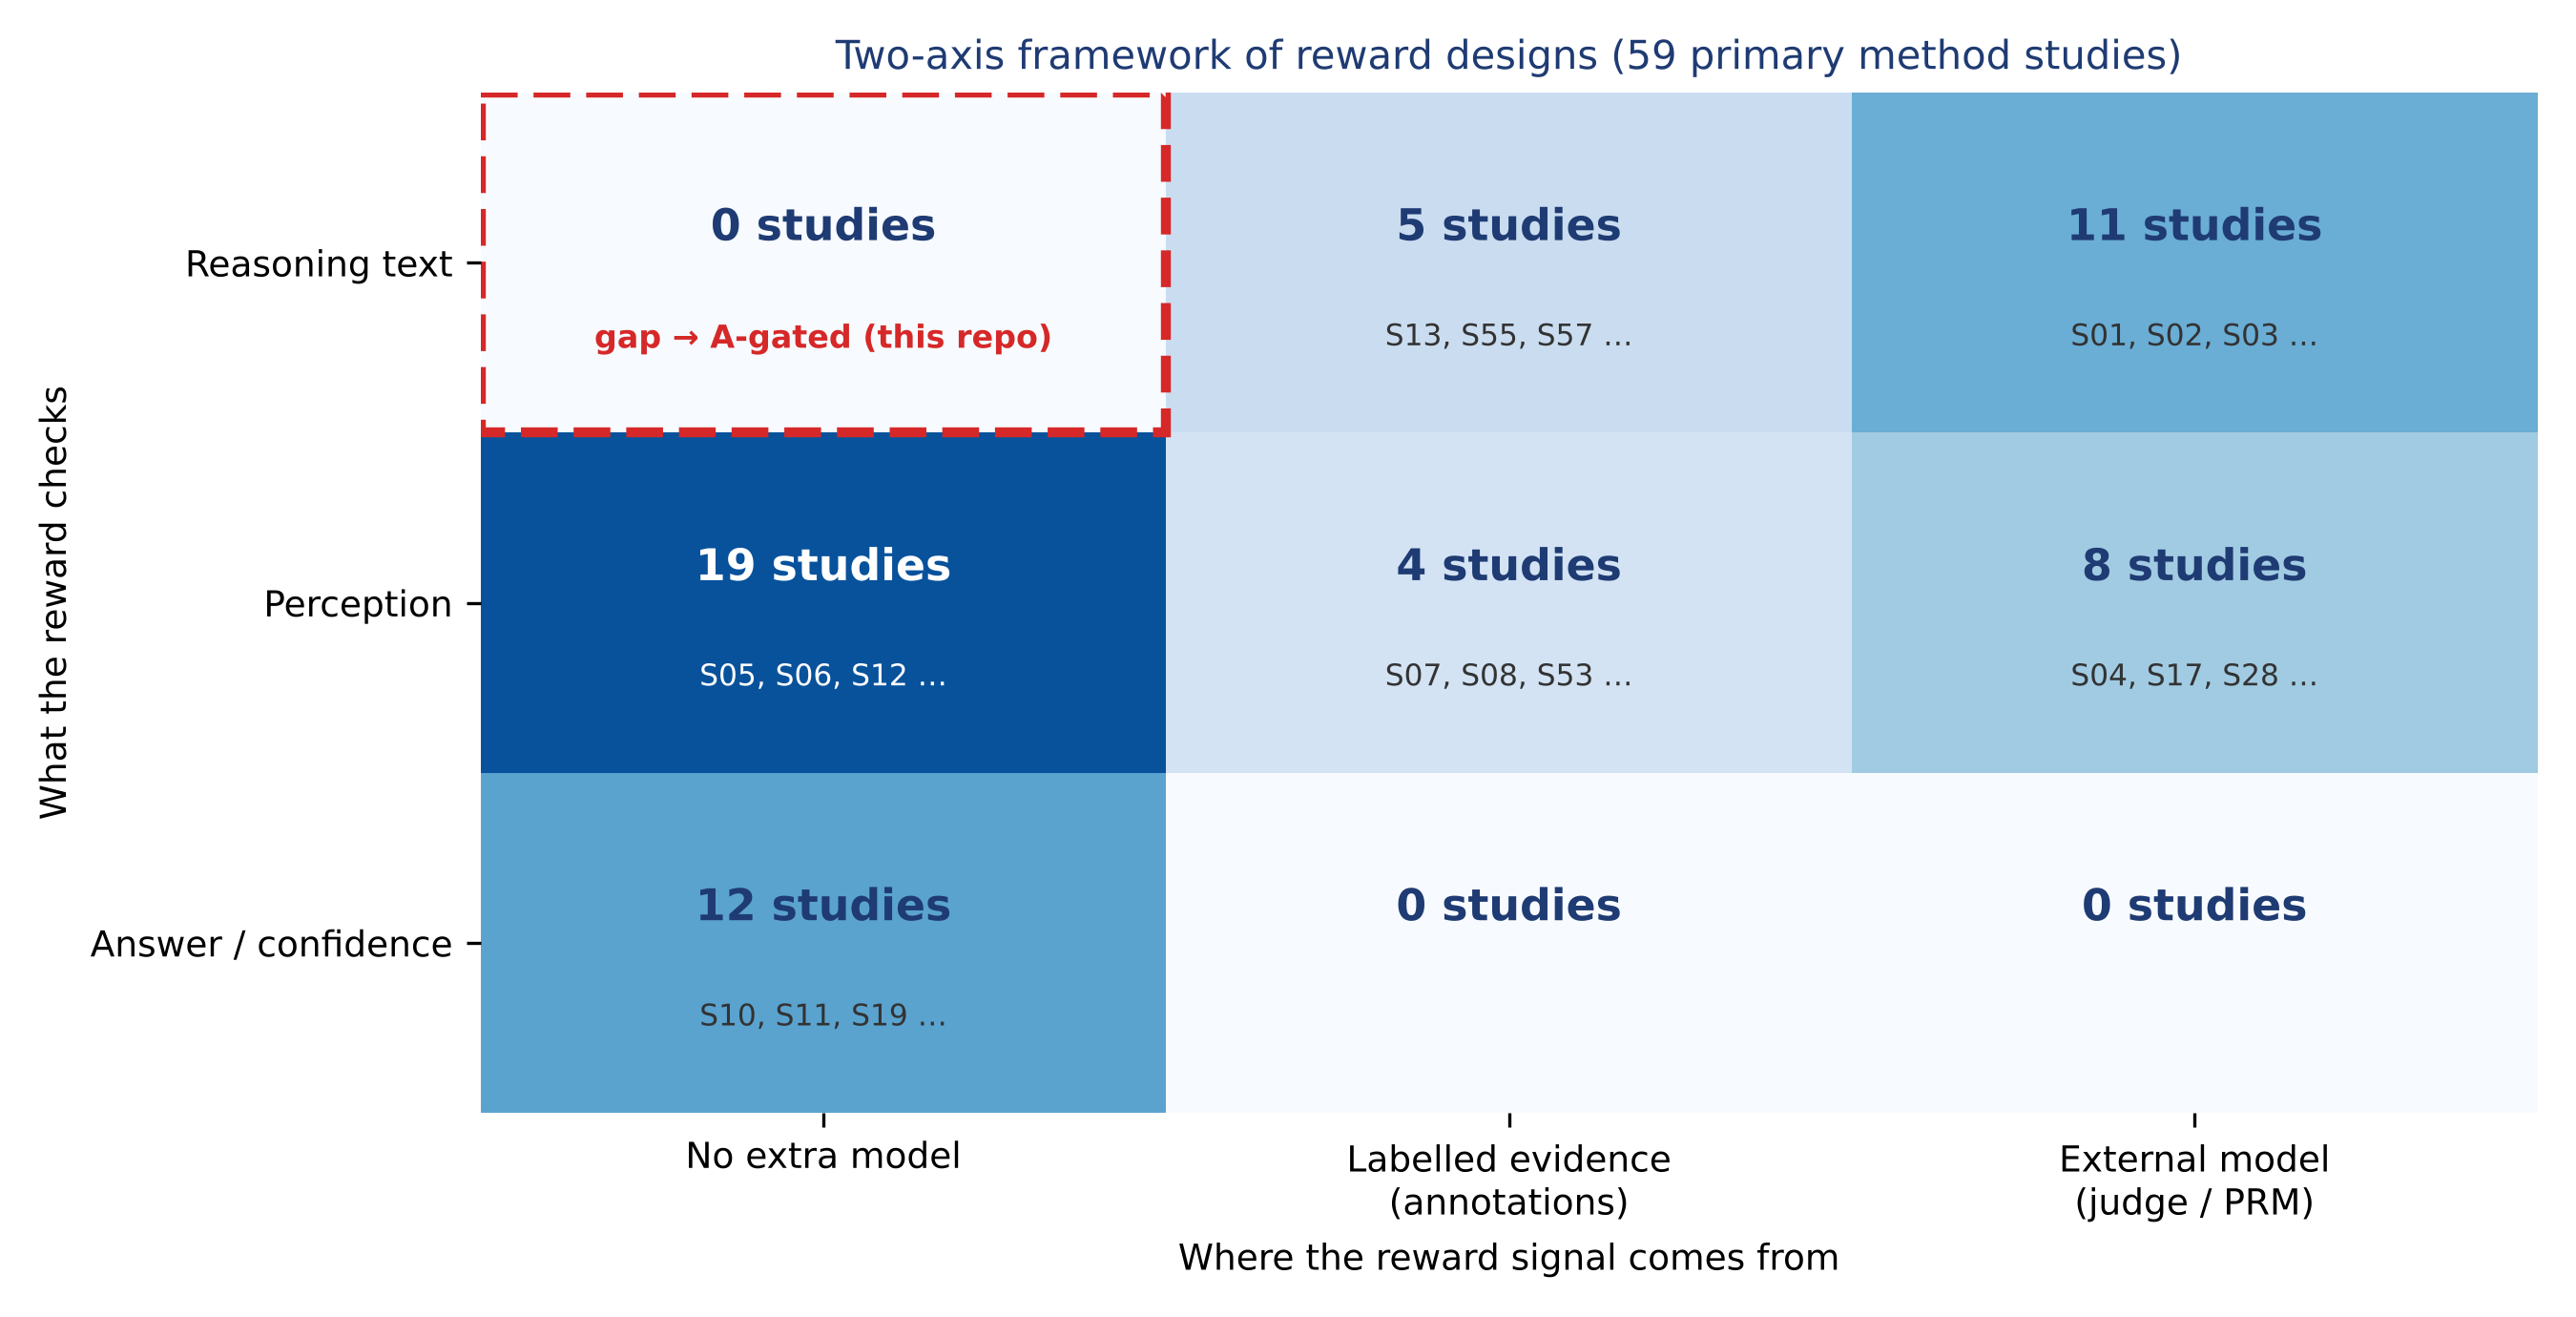 Two-axis framework of reward designs (59 primary method studies)
What the reward checks
Reasoning text
0 studies
gap → A-gated (this repo)
5 studies
S13, S55, S57 ...
11 studies
S01, S02, S03 ...
Perception
19 studies
S05, S06, S12 ...
4 studies
S07, S08, S53 ...
8 studies
S04, S17, S28 ...
Answer / confidence
12 studies
S10, S11, S19 ...
0 studies
0 studies
No extra model
Labelled evidence
(annotations)
External model
(judge / PRM)
Where the reward signal comes from